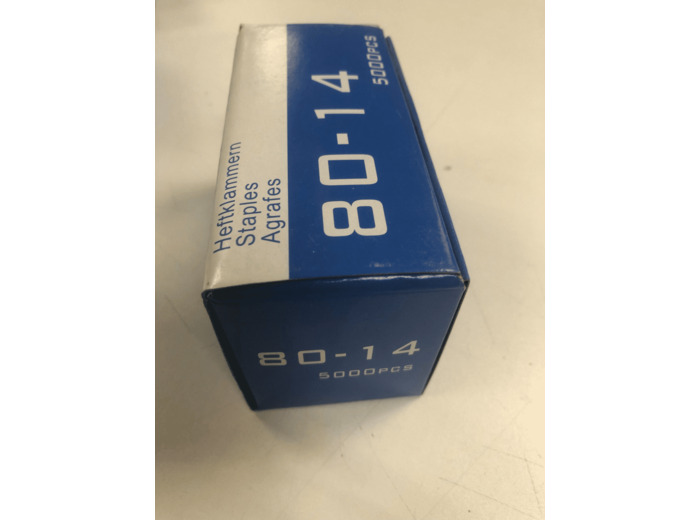 Heftklammern
Staples
Agrafes
80-14
5000PCS
80-14
5000PCS